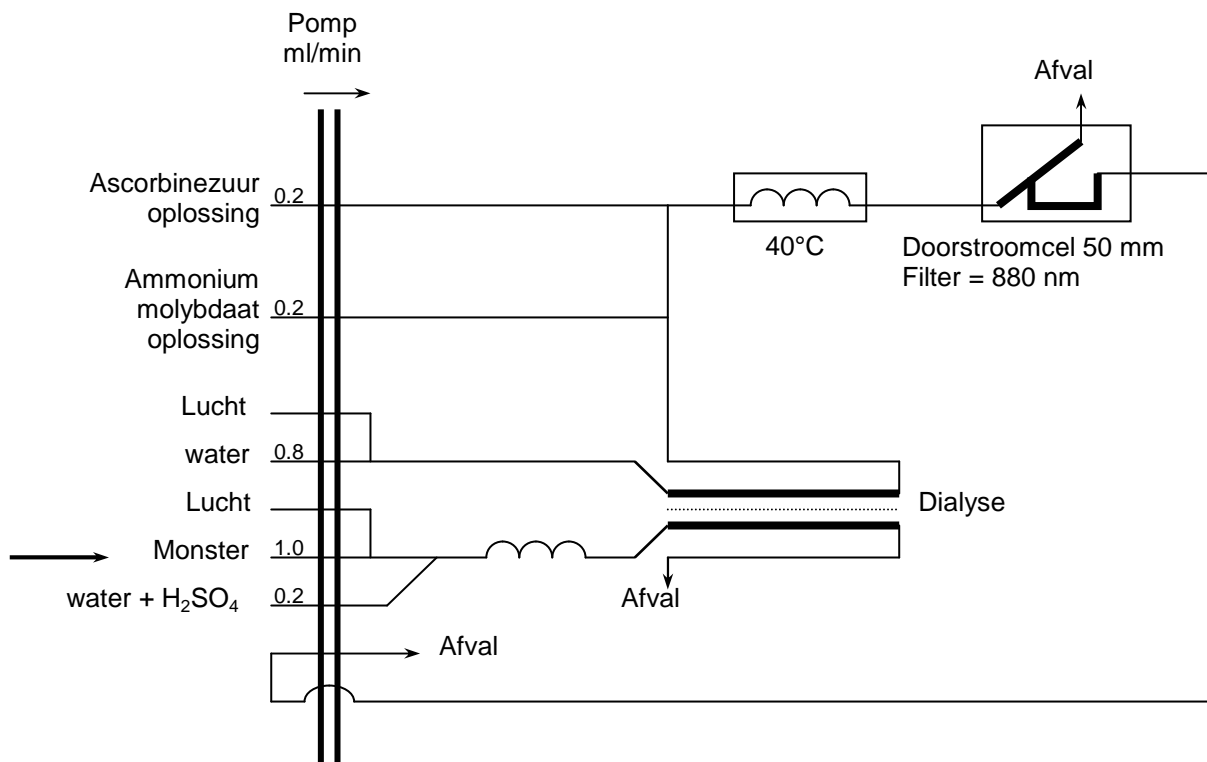 Pomp
ml/min
Afval
Ascorbinezuur
oplossing
0.2
40°C
Doorstroomcel 50 mm
Filter = 880 nm
Ammonium
molybdaat
oplossing
0.2
Lucht
water
0.8
Lucht
Dialyse
Monster
1.0
water + H₂SO₄
0.2
Afval
Afval